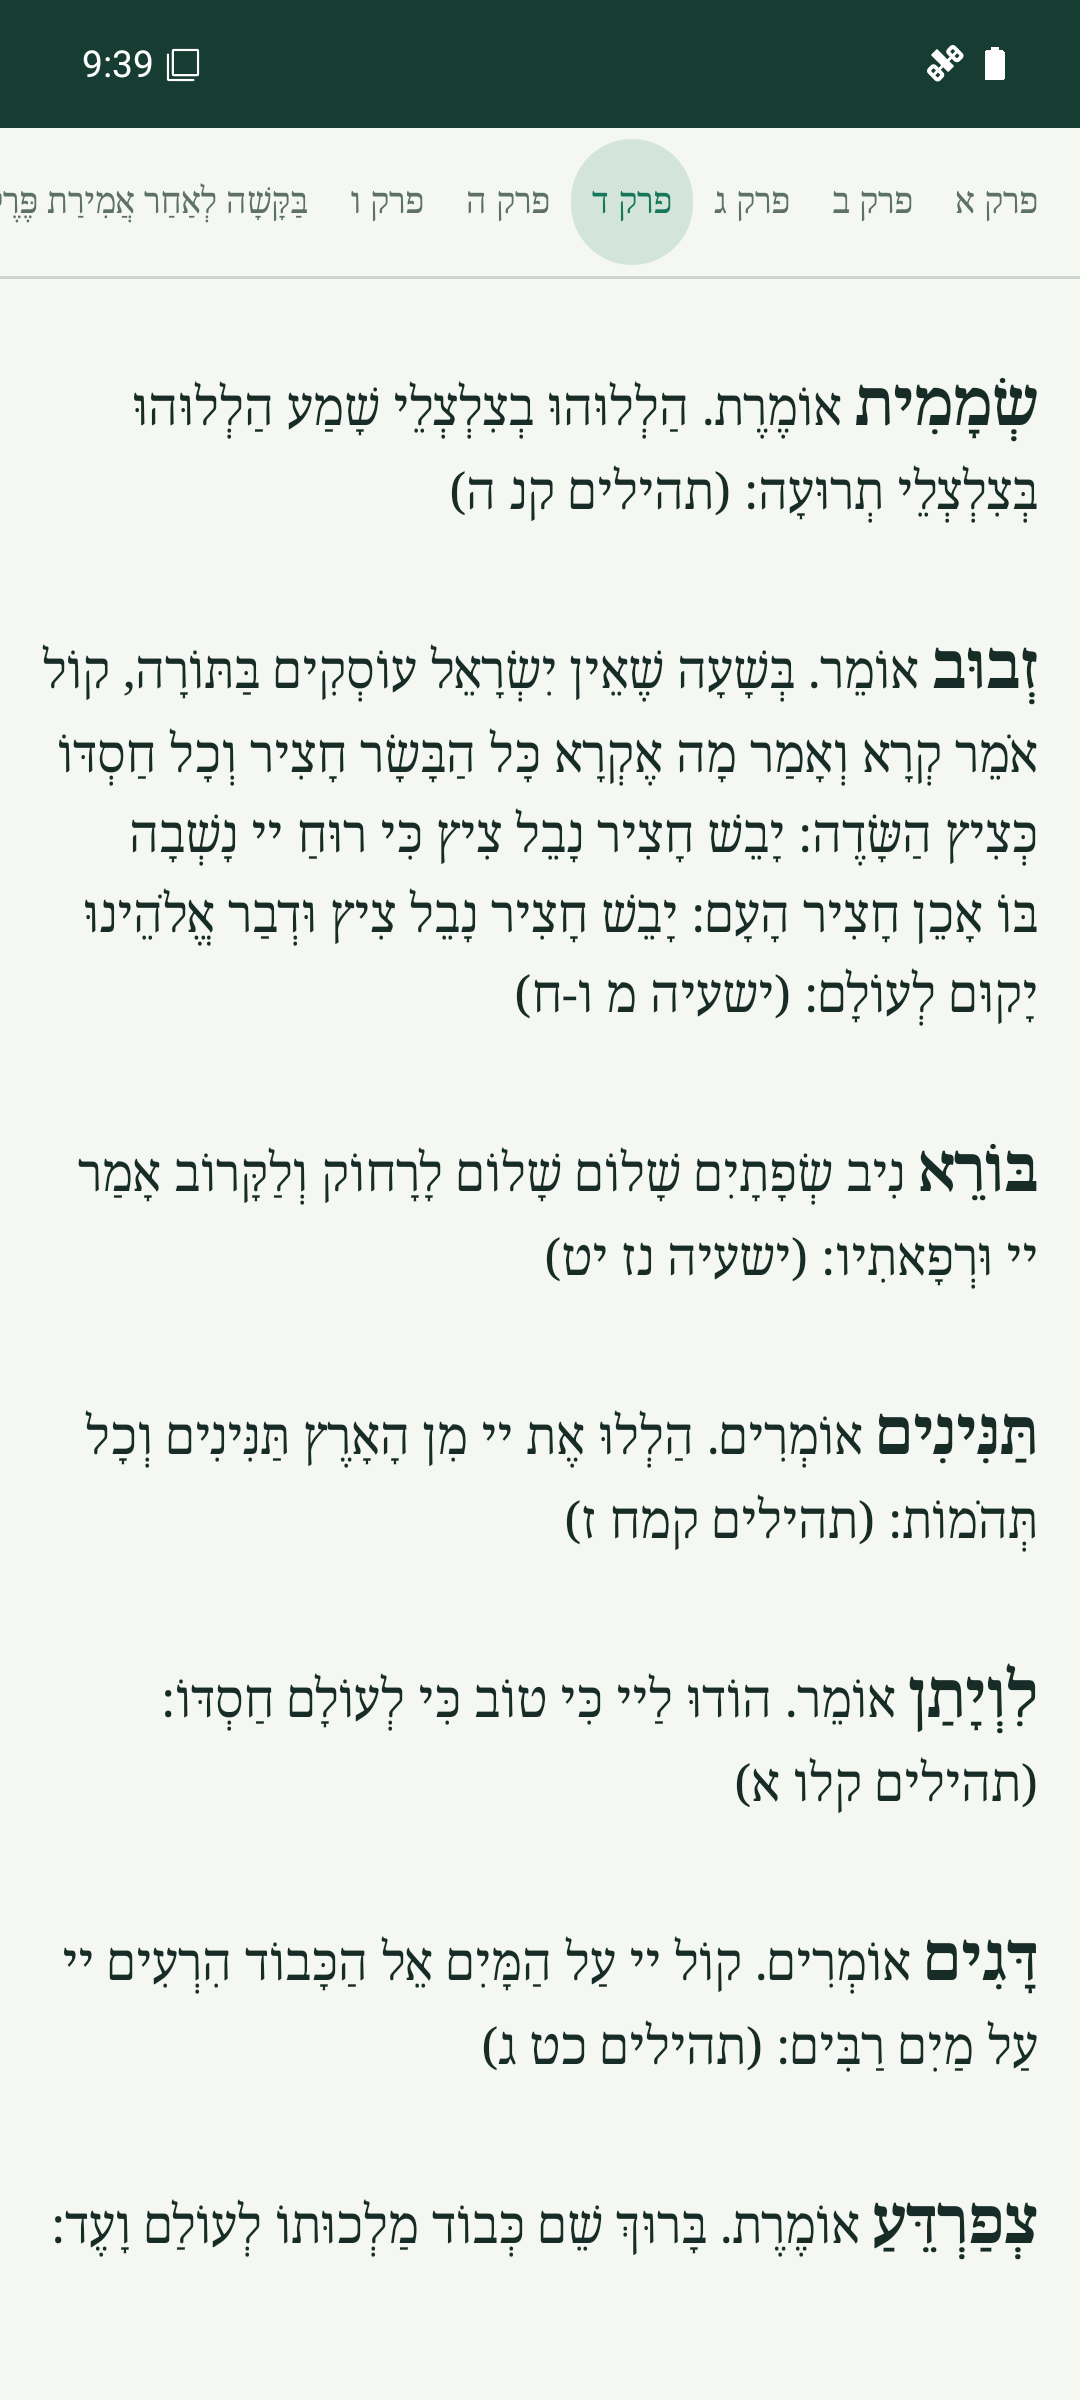 9:39
פרק א פרק ב פרק ג פרק ד פרק ה פרק ו בַּקָּשָׁה לְאַחַר אֲמִירַת
שְׂמָמִית אוֹמֶרֶת. הַלְלוּהוּ בְצִלְצְלֵי שָׁמַע הַלְלוּהוּ
בְּצִלְצְלֵי תְרוּעָה: (תהילים קנ ה)
זְבוּב אוֹמֵר. בְּשָׁעָה שֶׁאֵין יִשְׂרָאֵל עוֹסְקִים בַּתּוֹרָה, קוֹל
אֹמֵר קְרָא וְאָמַר מָה אֶקְרָא כָּל הַבָּשָׂר חָצִיר וְכָל חַסְדּוֹ
כְּצִיץ הַשָּׂדֶה: יָבֵשׁ חָצִיר נָבֵל צִיץ כִּי רוּחַ יי נָשְׁבָה
בּוֹ אָכֵן חָצִיר הָעָם: יָבֵשׁ חָצִיר נָבֵל צִיץ וּדְבַר אֱלֹהֵינוּ
יָקוּם לְעוֹלָם: (ישעיה מ ו-ח)
בּוֹרֵא נִיב שְׂפָתָיִם שָׁלוֹם שָׁלוֹם לָרָחוֹק וְלַקָּרוֹב אָמַר
יי וּרְפָאתִיו: (ישעיה נז יט)
תַּנִּינִים אוֹמְרִים. הַלְלוּ אֶת יי מִן הָאָרֶץ תַּנִּינִים וְכָל
תְּהֹמוֹת: (תהילים קמח ז)
לִוְיָתַן אוֹמֵר. הוֹדוּ לַיי כִּי טוֹב כִּי לְעוֹלָם חַסְדּוֹ:
(תהילים קלו א)
דָּגִים אוֹמְרִים. קוֹל יי עַל הַמָּיִם אֵל הַכָּבוֹד הִרְעִים יי
עַל מַיִם רַבִּים: (תהילים כט ג)
צְפַרְדֵּעַ אוֹמֶרֶת. בָּרוּךְ שֵׁם כְּבוֹד מַלְכוּתוֹ לְעוֹלַם וָעֶד: